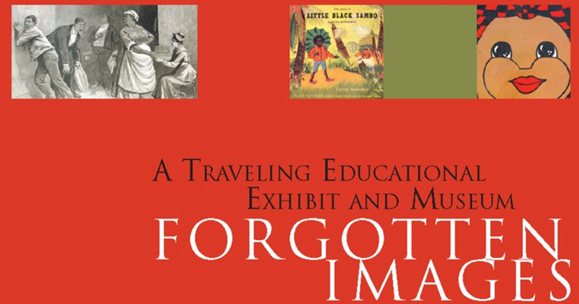 LITTLE BLACK SAMBO
A TRAVELING EDUCATIONAL
EXHIBIT AND MUSEUM
FORGOTTEN
IMAGES